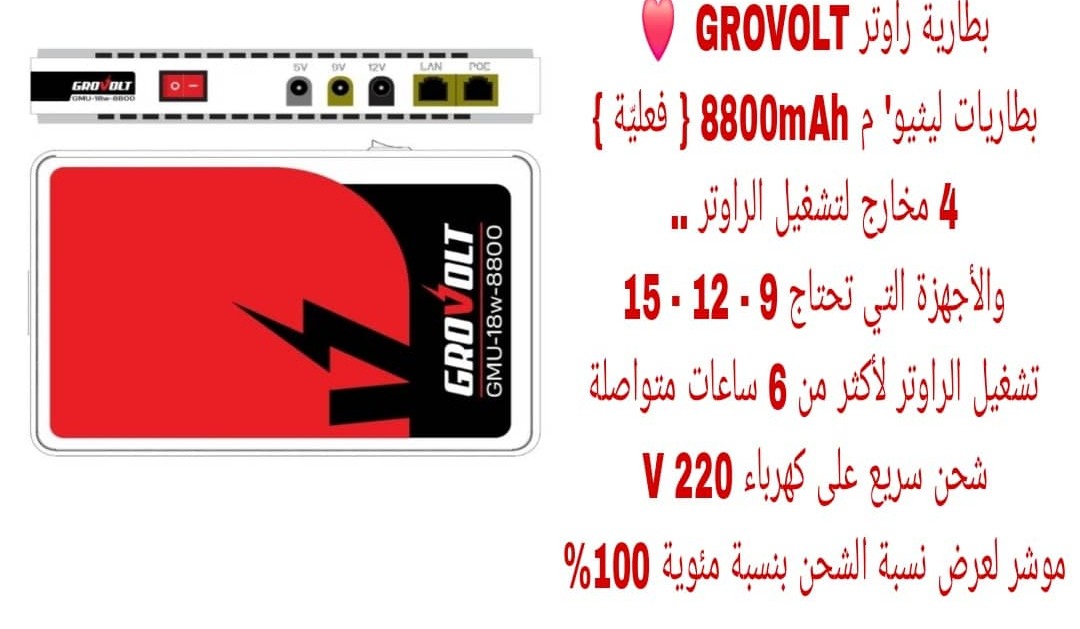 بطارية راوتر GROVOLT
بطاريات ليثيو' م 8800mAh { فعليّة }
4 مخارج لتشغيل الراوتر ..
والأجهزة التي تحتاج 9 - 12 - 15
تشغيل الراوتر لأكثر من 6 ساعات متواصلة
شحن سريع على كهرباء 220 V
موشر لعرض نسبة الشحن بنسبة مئوية 100%
GROVOLT
GMU-18w-8800
5V 9V 12V LAN POE
GROVOLT
GMU-18w-8800